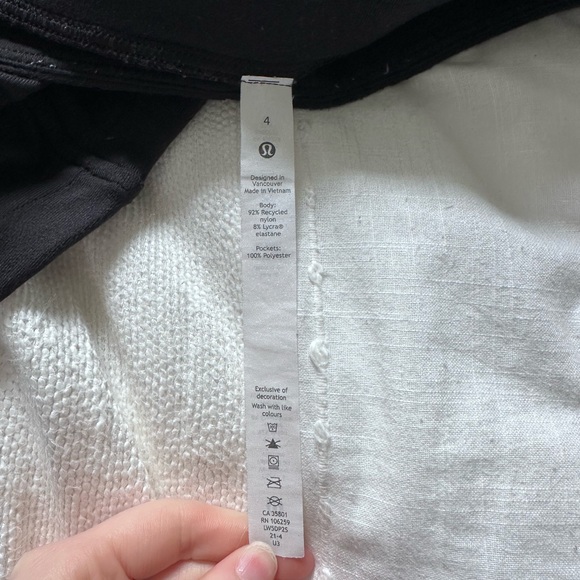 4
Designed in
Vancouver
Made in Vietnam
Body:
92% Recycled
nylon
8% Lycra®
elastane
Pockets:
100% Polyester
Exclusive of
decoration
Wash with like
colours
CA 35801
RN 106259
LW5DP2S
21-4
U3